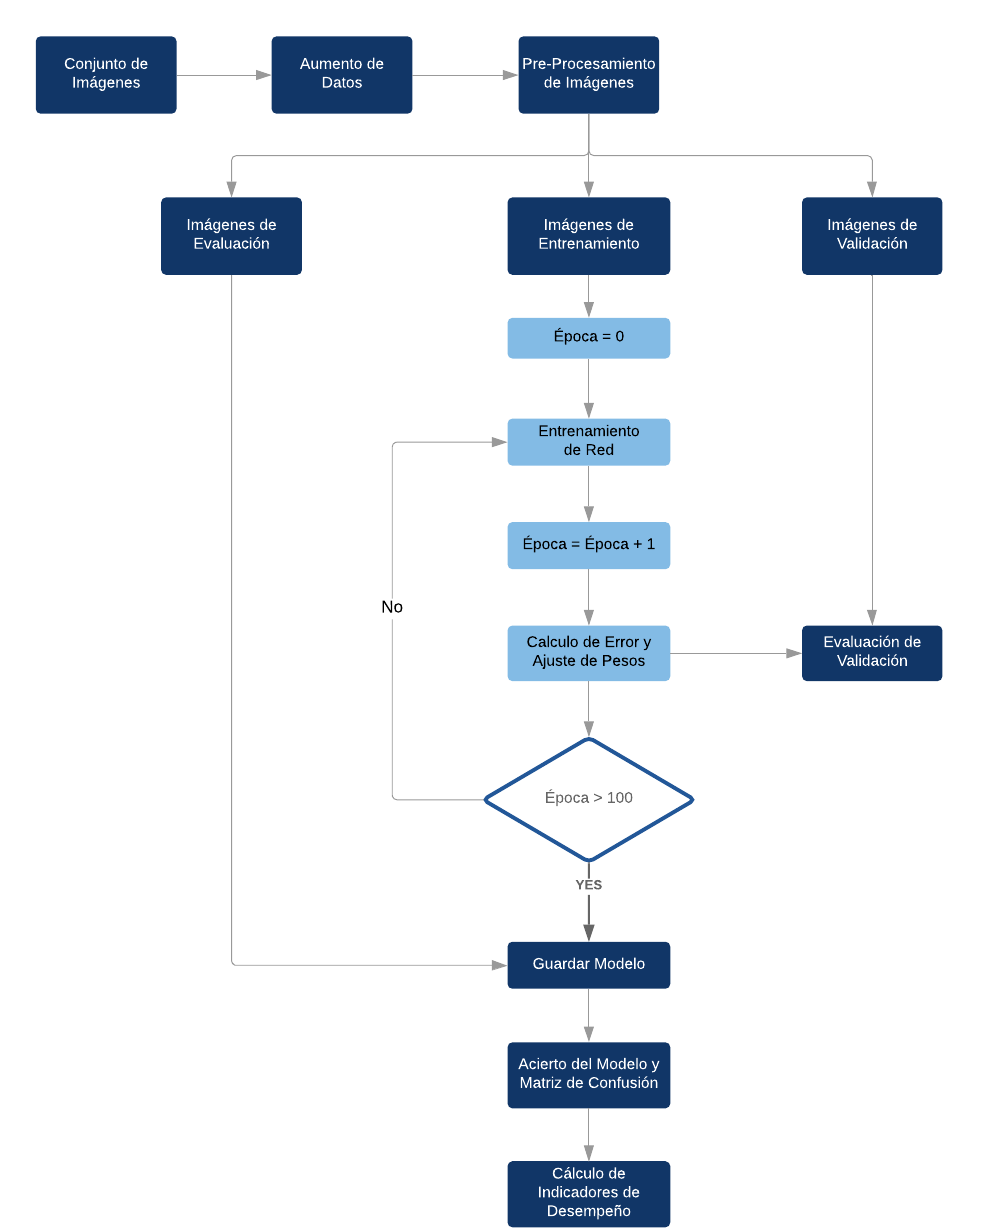 Conjunto de
Imágenes
Aumento de
Datos
Pre-Procesamiento
de Imágenes
Imágenes de
Evaluación
Imágenes de
Entrenamiento
Imágenes de
Validación
Época = 0
Entrenamiento
de Red
Época = Época + 1
No
Calculo de Error y
Ajuste de Pesos
Evaluación de
Validación
Época > 100
YES
Guardar Modelo
Acierto del Modelo y
Matriz de Confusión
Cálculo de
Indicadores de
Desempeño